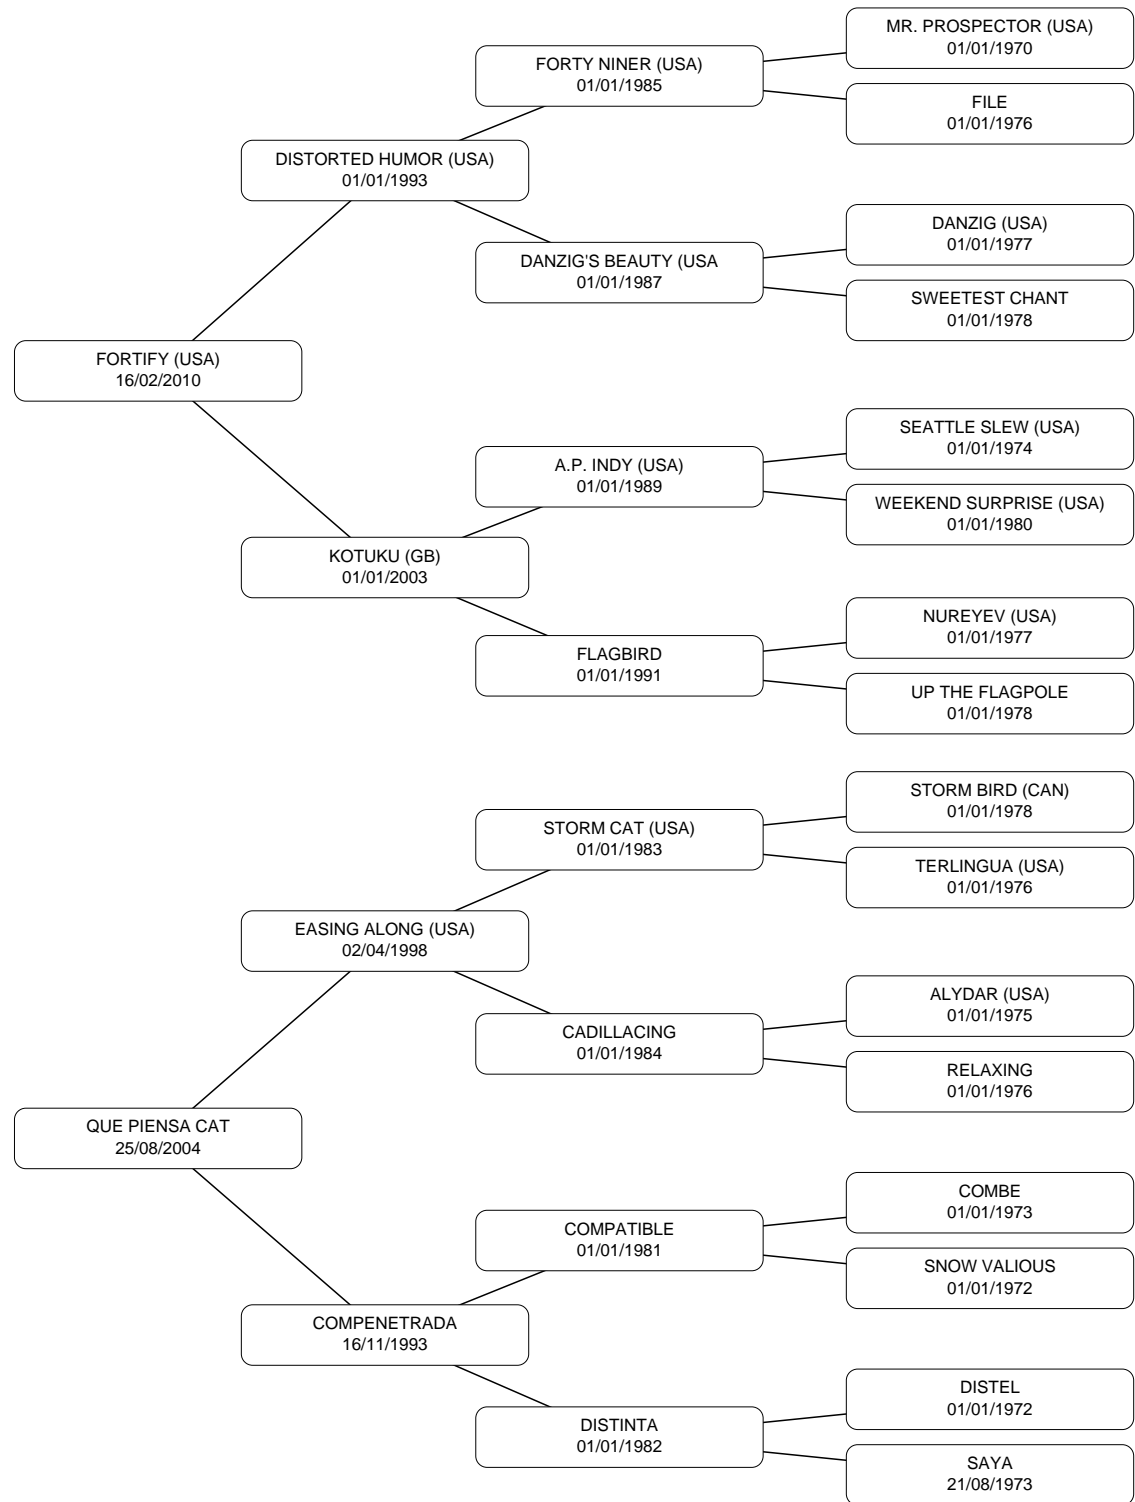 MR. PROSPECTOR (USA)
01/01/1970
FORTY NINER (USA)
01/01/1985
FILE
01/01/1976
DISTORTED HUMOR (USA)
01/01/1993
DANZIG (USA)
01/01/1977
DANZIG'S BEAUTY (USA
01/01/1987
SWEETEST CHANT
01/01/1978
FORTIFY (USA)
16/02/2010
SEATTLE SLEW (USA)
01/01/1974
A.P. INDY (USA)
01/01/1989
WEEKEND SURPRISE (USA)
01/01/1980
KOTUKU (GB)
01/01/2003
NUREYEV (USA)
01/01/1977
FLAGBIRD
01/01/1991
UP THE FLAGPOLE
01/01/1978
STORM BIRD (CAN)
01/01/1978
STORM CAT (USA)
01/01/1983
TERLINGUA (USA)
01/01/1976
EASING ALONG (USA)
02/04/1998
ALYDAR (USA)
01/01/1975
CADILLACING
01/01/1984
RELAXING
01/01/1976
QUE PIENSA CAT
25/08/2004
COMBE
01/01/1973
COMPATIBLE
01/01/1981
SNOW VALIOUS
01/01/1972
COMPENETRADA
16/11/1993
DISTEL
01/01/1972
DISTINTA
01/01/1982
SAYA
21/08/1973